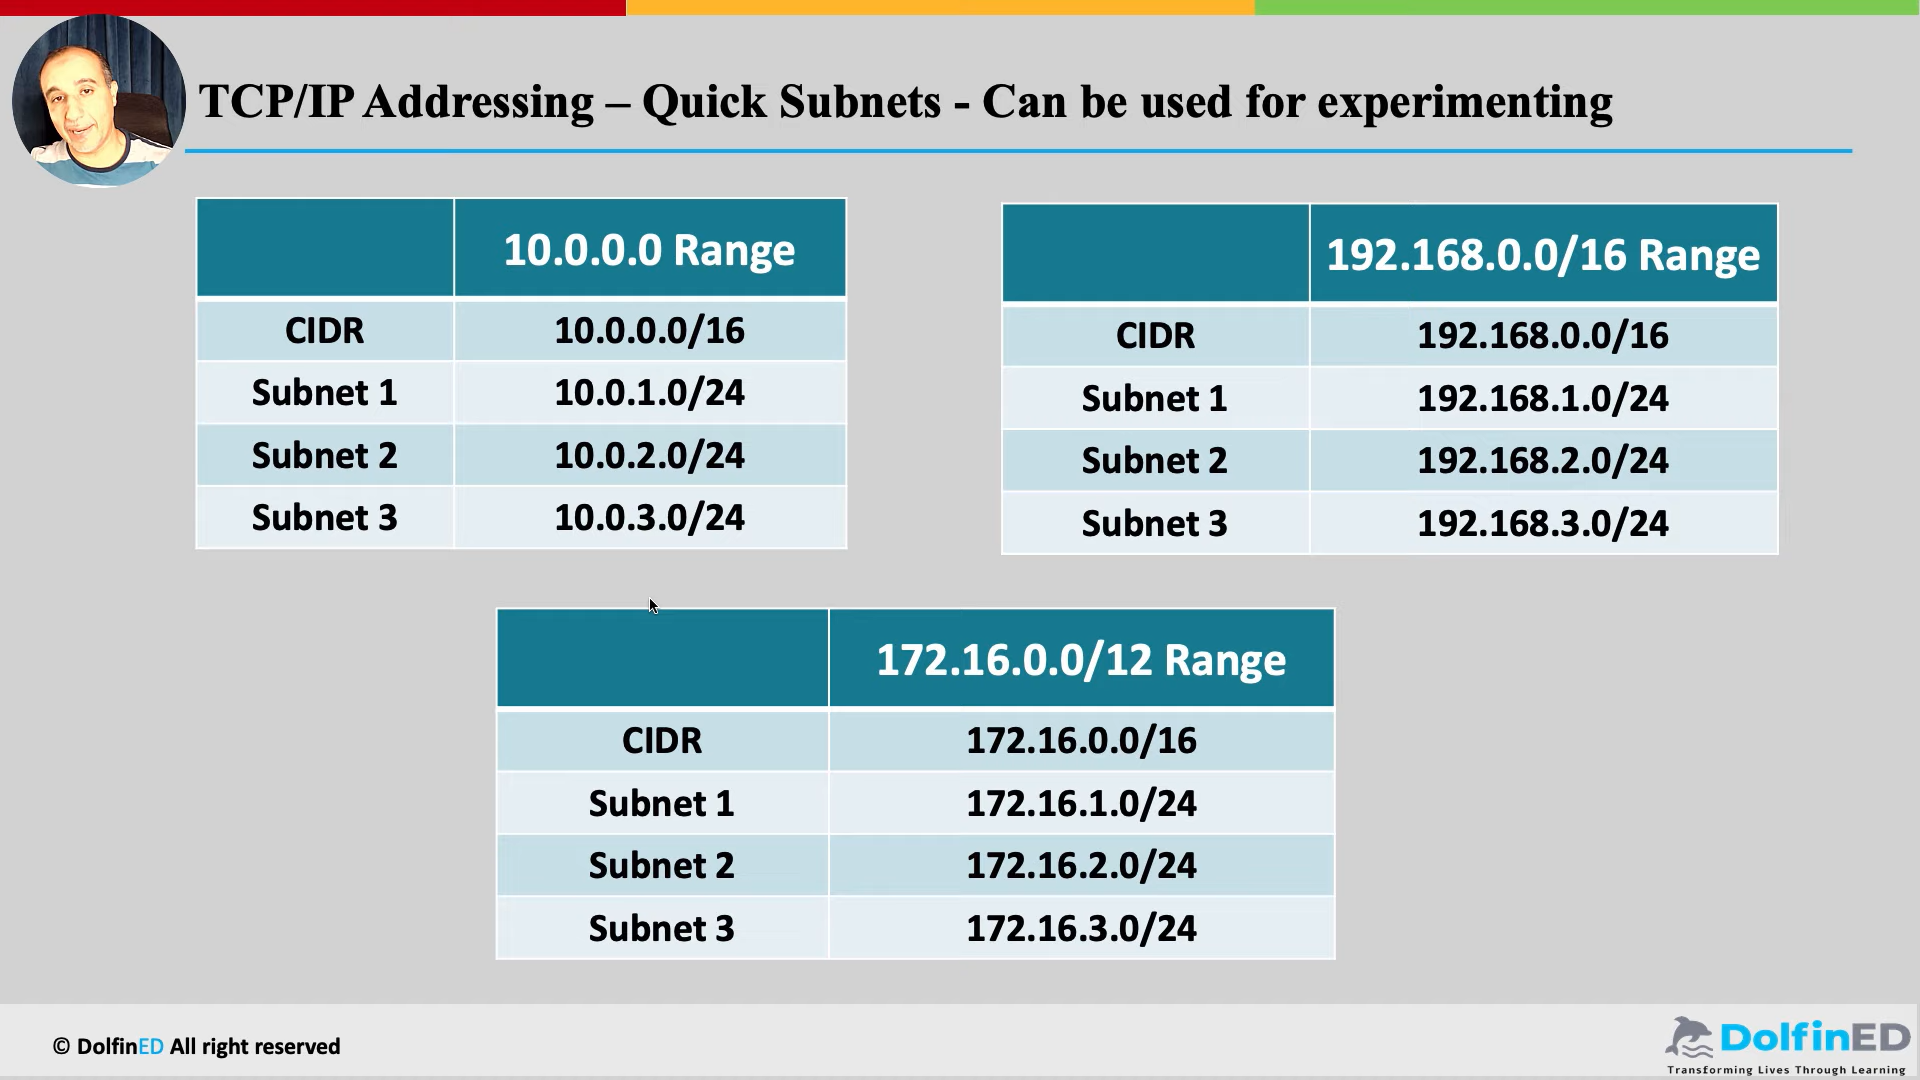 TCP/IP Addressing – Quick Subnets - Can be used for experimenting
10.0.0.0 Range
CIDR 10.0.0.0/16
Subnet 1 10.0.1.0/24
Subnet 2 10.0.2.0/24
Subnet 3 10.0.3.0/24
192.168.0.0/16 Range
CIDR 192.168.0.0/16
Subnet 1 192.168.1.0/24
Subnet 2 192.168.2.0/24
Subnet 3 192.168.3.0/24
172.16.0.0/12 Range
CIDR 172.16.0.0/16
Subnet 1 172.16.1.0/24
Subnet 2 172.16.2.0/24
Subnet 3 172.16.3.0/24
© DolfinED All right reserved
DolfinED
Transforming Lives Through Learning